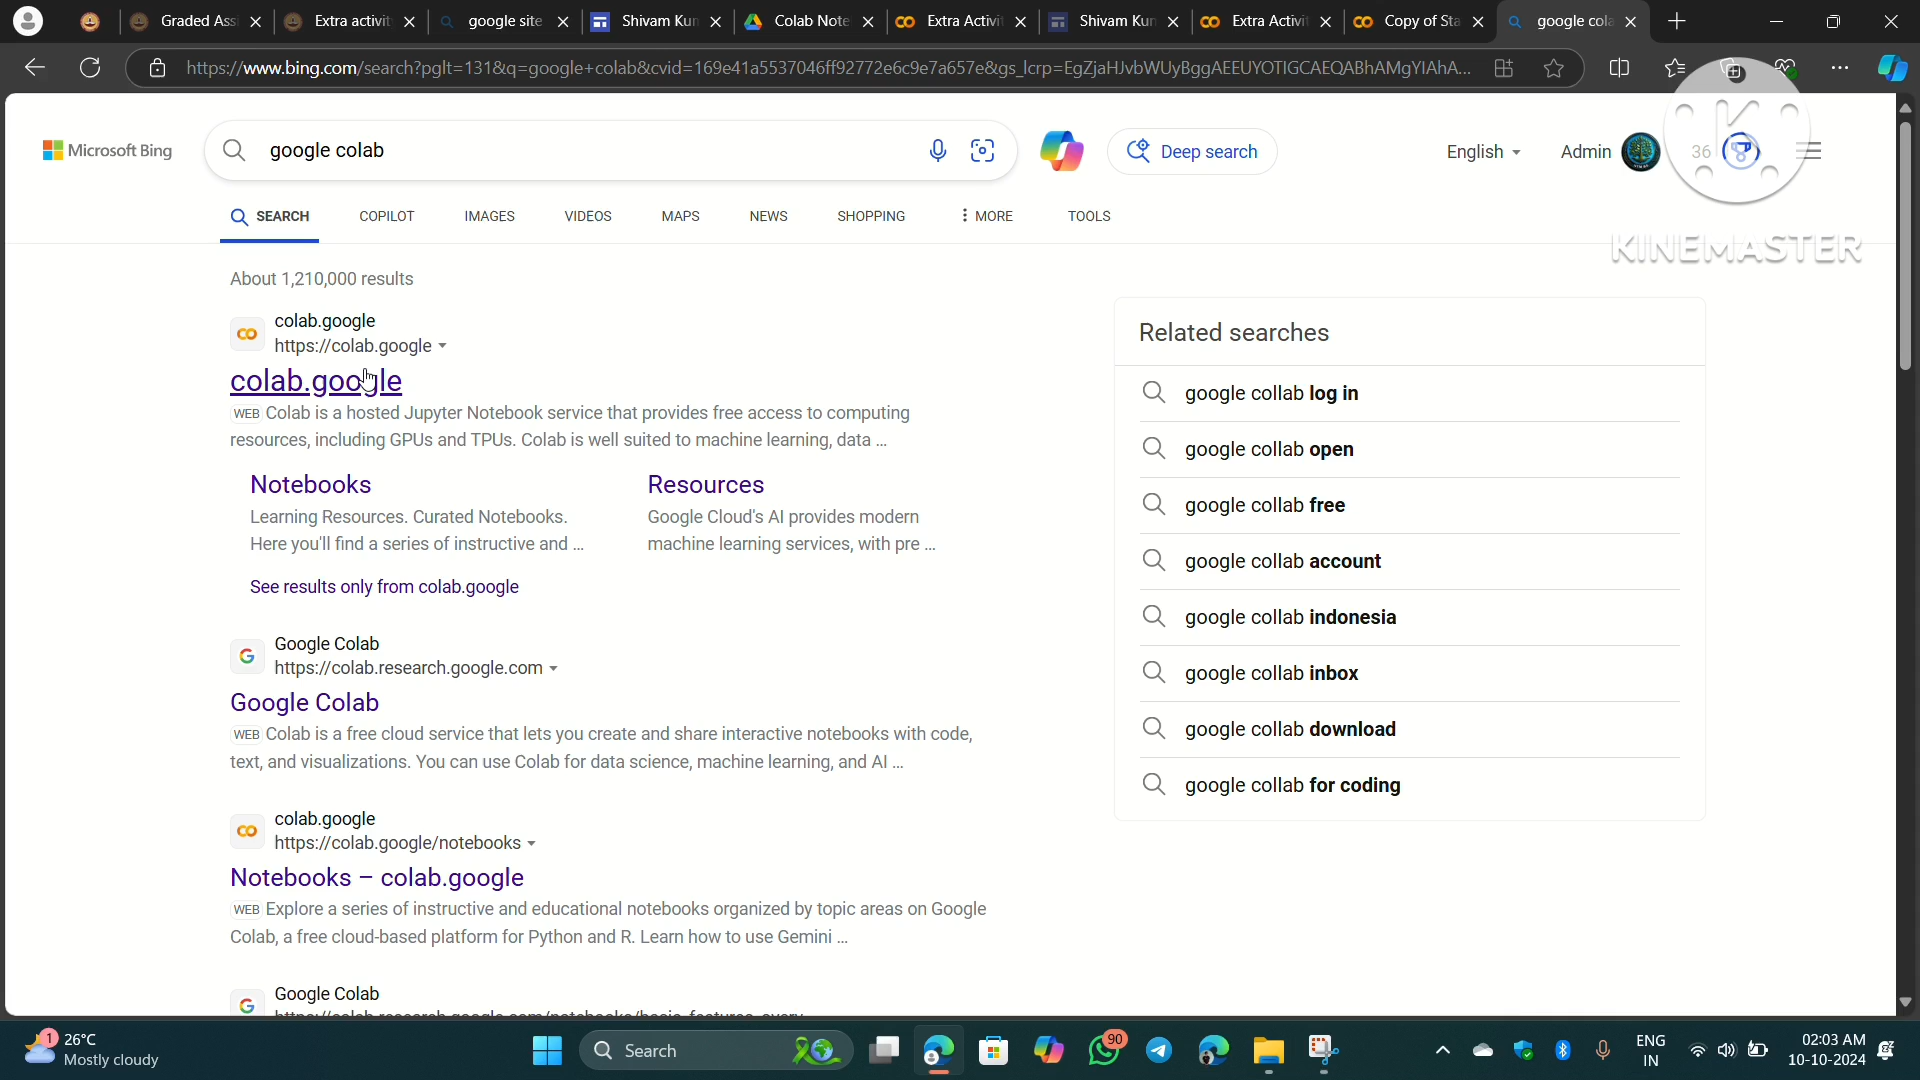 Graded Ass
Extra activit
google site
Shivam Kun
Colab Note
Extra Activit
Shivam Kun
Extra Activit
Copy of Sta
google cola
https://www.bing.com/search?pglt=131&q=google+colab&cvid=169e41a5537046ff92772e6c9e7a657e&gs_lcrp=EgZjaHJvbWUyBggAEEUYOTIGCAEQABhAMgYIAhA...
Microsoft Bing
google colab
Deep search
English
Admin
36
KINEMASTER
SEARCH
COPILOT
IMAGES
VIDEOS
MAPS
NEWS
SHOPPING
MORE
TOOLS
About 1,210,000 results
colab.google
https://colab.google
colab.google
WEB Colab is a hosted Jupyter Notebook service that provides free access to computing
resources, including GPUs and TPUs. Colab is well suited to machine learning, data ...
Notebooks
Learning Resources. Curated Notebooks.
Here you'll find a series of instructive and ...
Resources
Google Cloud's AI provides modern
machine learning services, with pre ...
See results only from colab.google
Google Colab
https://colab.research.google.com
Google Colab
WEB Colab is a free cloud service that lets you create and share interactive notebooks with code,
text, and visualizations. You can use Colab for data science, machine learning, and AI ...
colab.google
https://colab.google/notebooks
Notebooks – colab.google
WEB Explore a series of instructive and educational notebooks organized by topic areas on Google
Colab, a free cloud-based platform for Python and R. Learn how to use Gemini ...
Google Colab
Related searches
google collab log in
google collab open
google collab free
google collab account
google collab indonesia
google collab inbox
google collab download
google collab for coding
1
26°C
Mostly cloudy
Search
90
ENG
IN
02:03 AM
10-10-2024